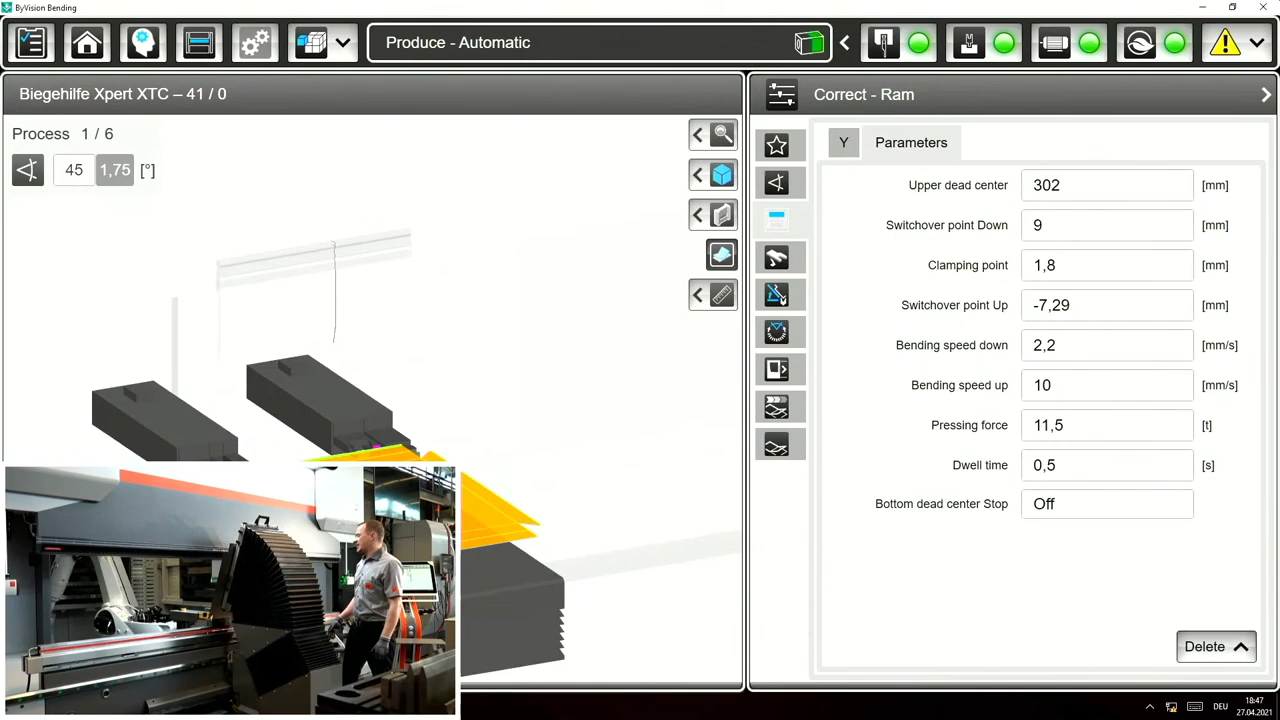 ByVision Bending
Produce - Automatic
Biegehilfe Xpert XTC – 41 / 0
Process 1 / 6
45 1,75 [°]
Correct - Ram
Y Parameters
Upper dead center 302 [mm]
Switchover point Down 9 [mm]
Clamping point 1,8 [mm]
Switchover point Up -7,29 [mm]
Bending speed down 2,2 [mm/s]
Bending speed up 10 [mm/s]
Pressing force 11,5 [t]
Dwell time 0,5 [s]
Bottom dead center Stop Off
Delete
DEU
18:47
27.04.2021